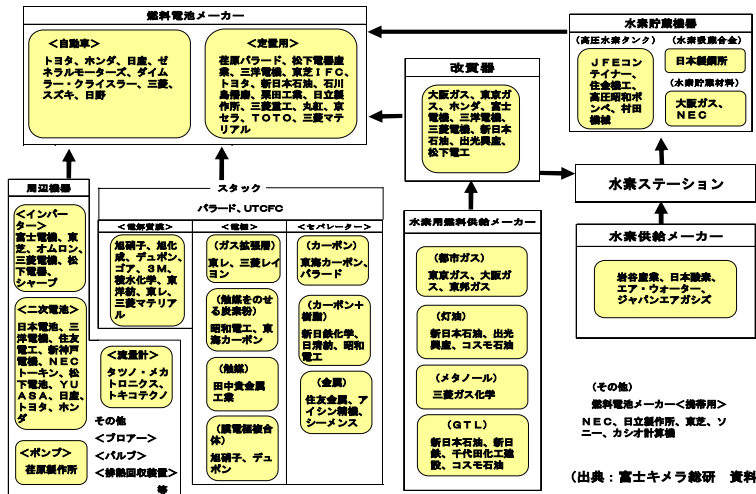 燃料電池メーカー
＜自動車＞
トヨタ、ホンダ、日産、ゼ
ネラルモーターズ、ダイム
ラー・クライスラー、三菱、
スズキ、日野
＜定置用＞
荏原バラード、松下電器産
業、三洋電機、東芝ＩＦＣ、
トヨタ、新日本石油、石川
島播磨、栗田工業、日立製
作所、三菱重工、丸紅、京
セラ、ＴＯＴＯ、三菱マテ
リアル
改質器
大阪ガス、東京ガ
ス、ホンダ、富士
電機、三洋電機、
三菱電機、新日本
石油、出光興産、
松下電工
水素貯蔵機器
（高圧水素タンク）
ＪＦＥコン
テイナー、
住金機工、
高圧昭和ボ
ンベ、村田
機械
（水素吸蔵合金）
日本製鋼所
（水素貯蔵材料）
大阪ガス、
ＮＥＣ
水素ステーション
水素供給メーカー
岩谷産業、日本酸素、
エア・ウォーター、
ジャパンエアガシズ
周辺機器
＜インバー
ター＞
富士電機、東
芝、オムロン、
三菱電機、松
下電器、
シャープ
＜二次電池＞
日本電池、三
洋電機、住友
電工、新神戸
電機、ＮＥＣ
トーキン、松
下電池、ＹＵ
ＡＳＡ、日産、
トヨタ、ホン
ダ
＜ポンプ＞
荏原製作所
＜流量計＞
タツノ・メカ
トロニクス、
トキコテクノ
その他
＜ブロアー＞
＜バルブ＞
＜排熱回収装置＞
等
スタック
バラード、UTCFC
＜電解質膜＞
旭硝子、旭化
成、デュポン、
ゴア、３Ｍ、
積水化学、東
洋紡、東レ、
三菱マテリア
ル
＜電極＞
（ガス拡張層）
東レ、三菱レイ
ヨン
（触媒をのせ
る炭素粉）
昭和電工、東
海カーボン
（触媒）
田中貴金属
工業
（膜電極複合
体）
旭硝子、デュ
ポン
＜セパレーター＞
（カーボン）
東海カーボン、
バラード
（カーボン＋
樹脂）
新日鉄化学、
日清紡、昭和
電工
（金属）
住友金属、ア
イシン精機、
シーメンス
水素用燃料供給メーカー
（都市ガス）
東京ガス、大阪ガ
ス、東邦ガス
（灯油）
新日本石油、出光
興産、コスモ石油
（メタノール）
三菱ガス化学
（ＧＴＬ）
新日本石油、新日
鉄、千代田化工建
設、コスモ石油
（その他）
燃料電池メーカー＜携帯用＞
ＮＥＣ、日立製作所、東芝、ソ
ニー、カシオ計算機
（出典：富士キメラ総研　資料